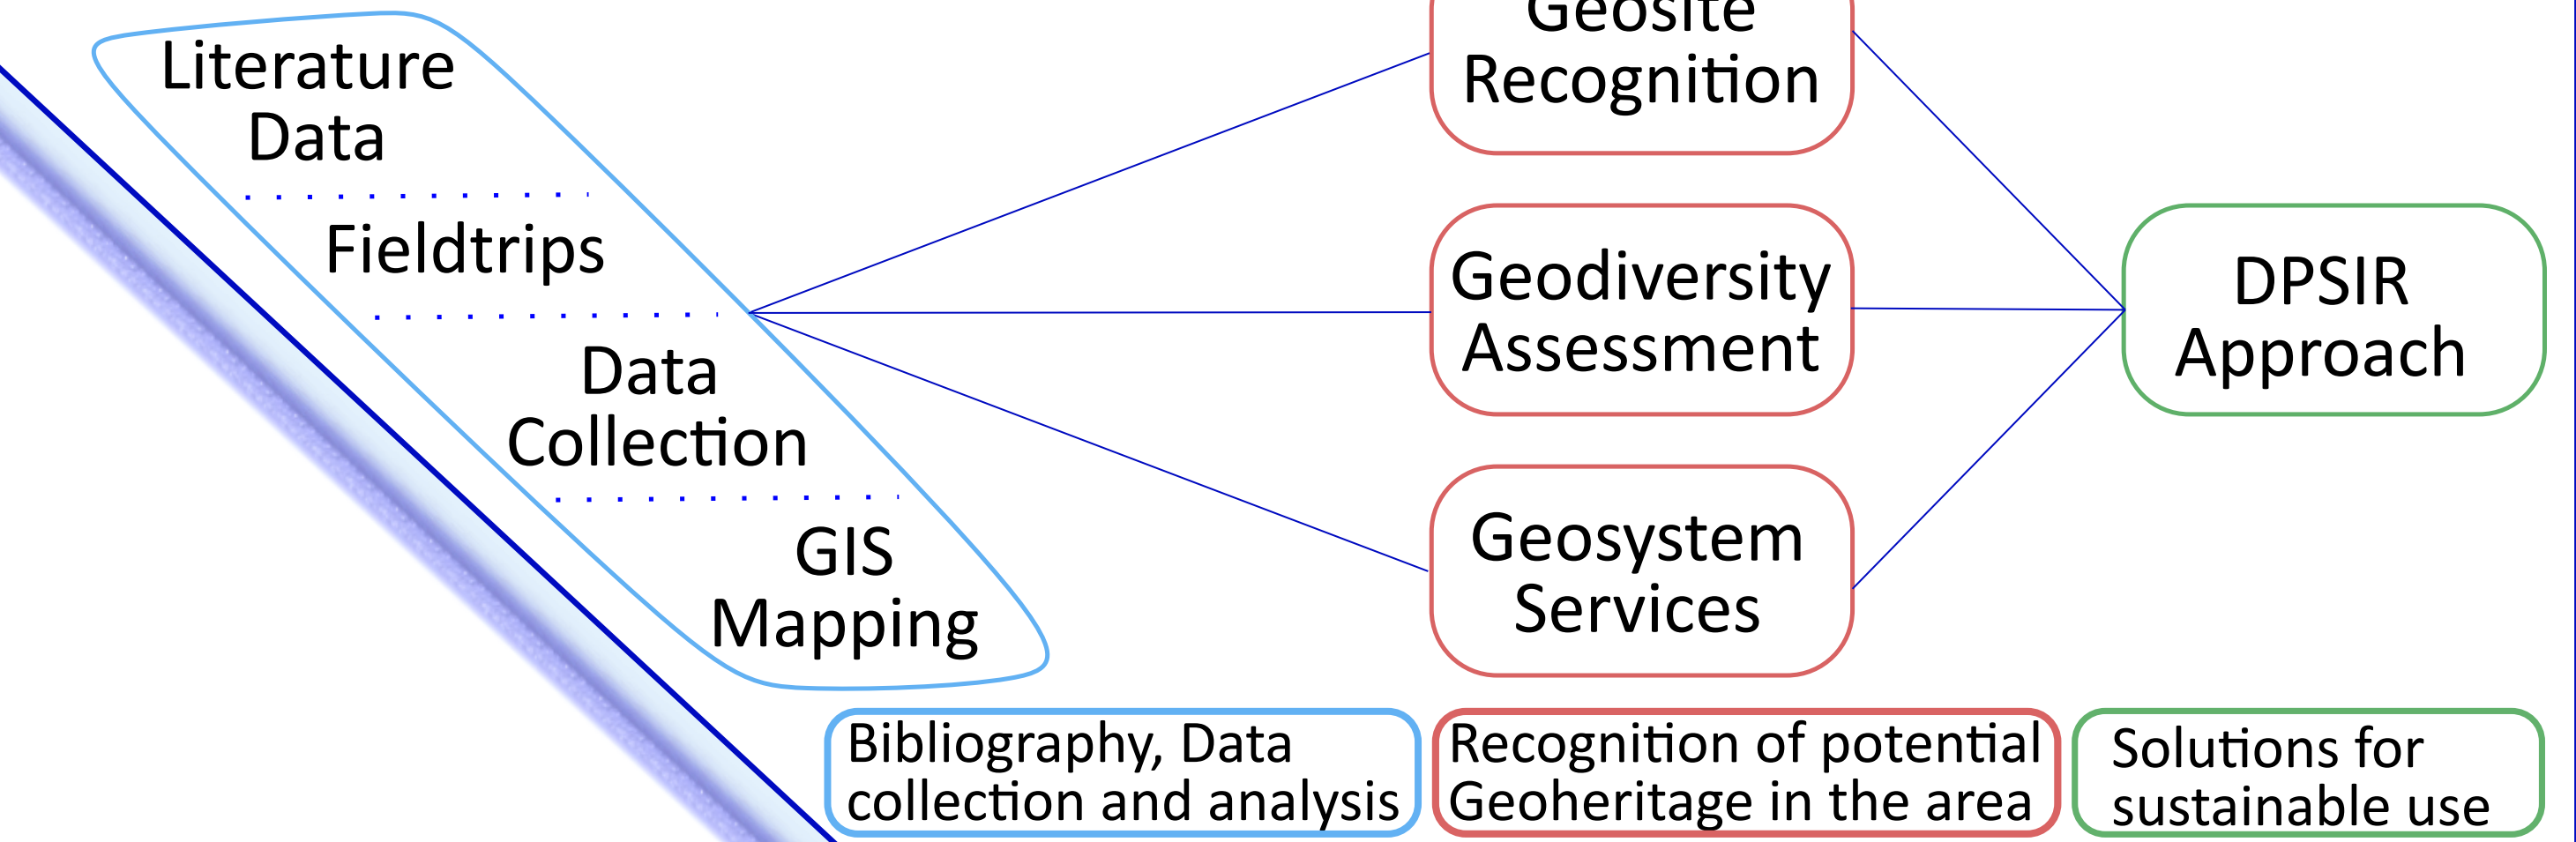 Literature
Data
Fieldtrips
Data
Collection
GIS
Mapping
Geosite
Recognition
Geodiversity
Assessment
Geosystem
Services
DPSIR
Approach
Bibliography, Data
collection and analysis
Recognition of potential
Geoheritage in the area
Solutions for
sustainable use